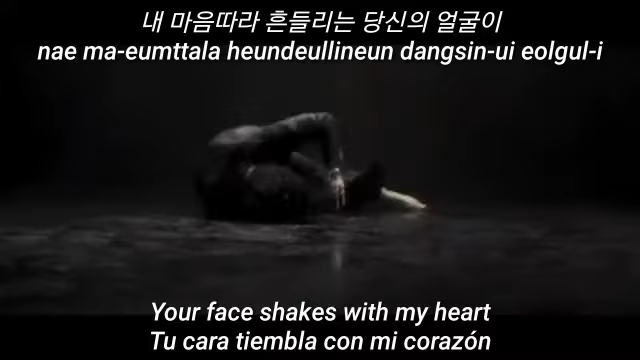 내 마음따라 흔들리는 당신의 얼굴이
nae ma-eumttala heundeullineun dangsin-ui eolgul-i
Your face shakes with my heart
Tu cara tiembla con mi corazón